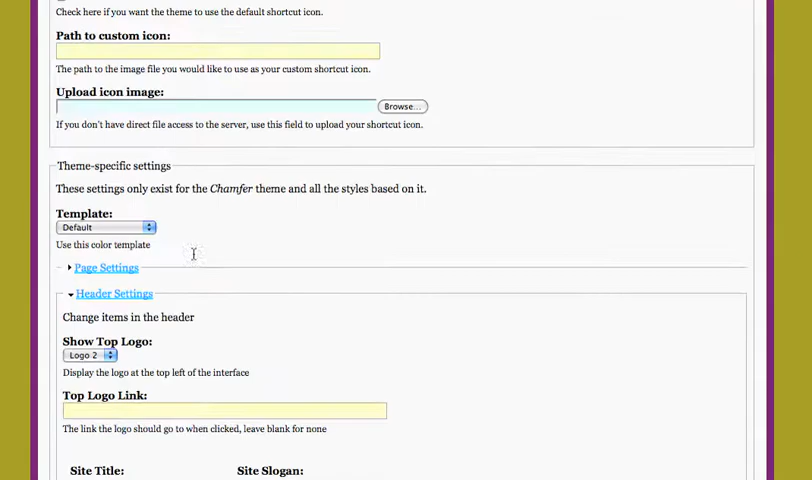 Check here if you want the theme to use the default shortcut icon.
Path to custom icon:
The path to the image file you would like to use as your custom shortcut icon.
Upload icon image:
Browse...
If you don't have direct file access to the server, use this field to upload your shortcut icon.
Theme-specific settings
These settings only exist for the Chamfer theme and all the styles based on it.
Template:
Default
Use this color template
Page Settings
Header Settings
Change items in the header
Show Top Logo:
Logo 2
Display the logo at the top left of the interface
Top Logo Link:
The link the logo should go to when clicked, leave blank for none
Site Title: Site Slogan: